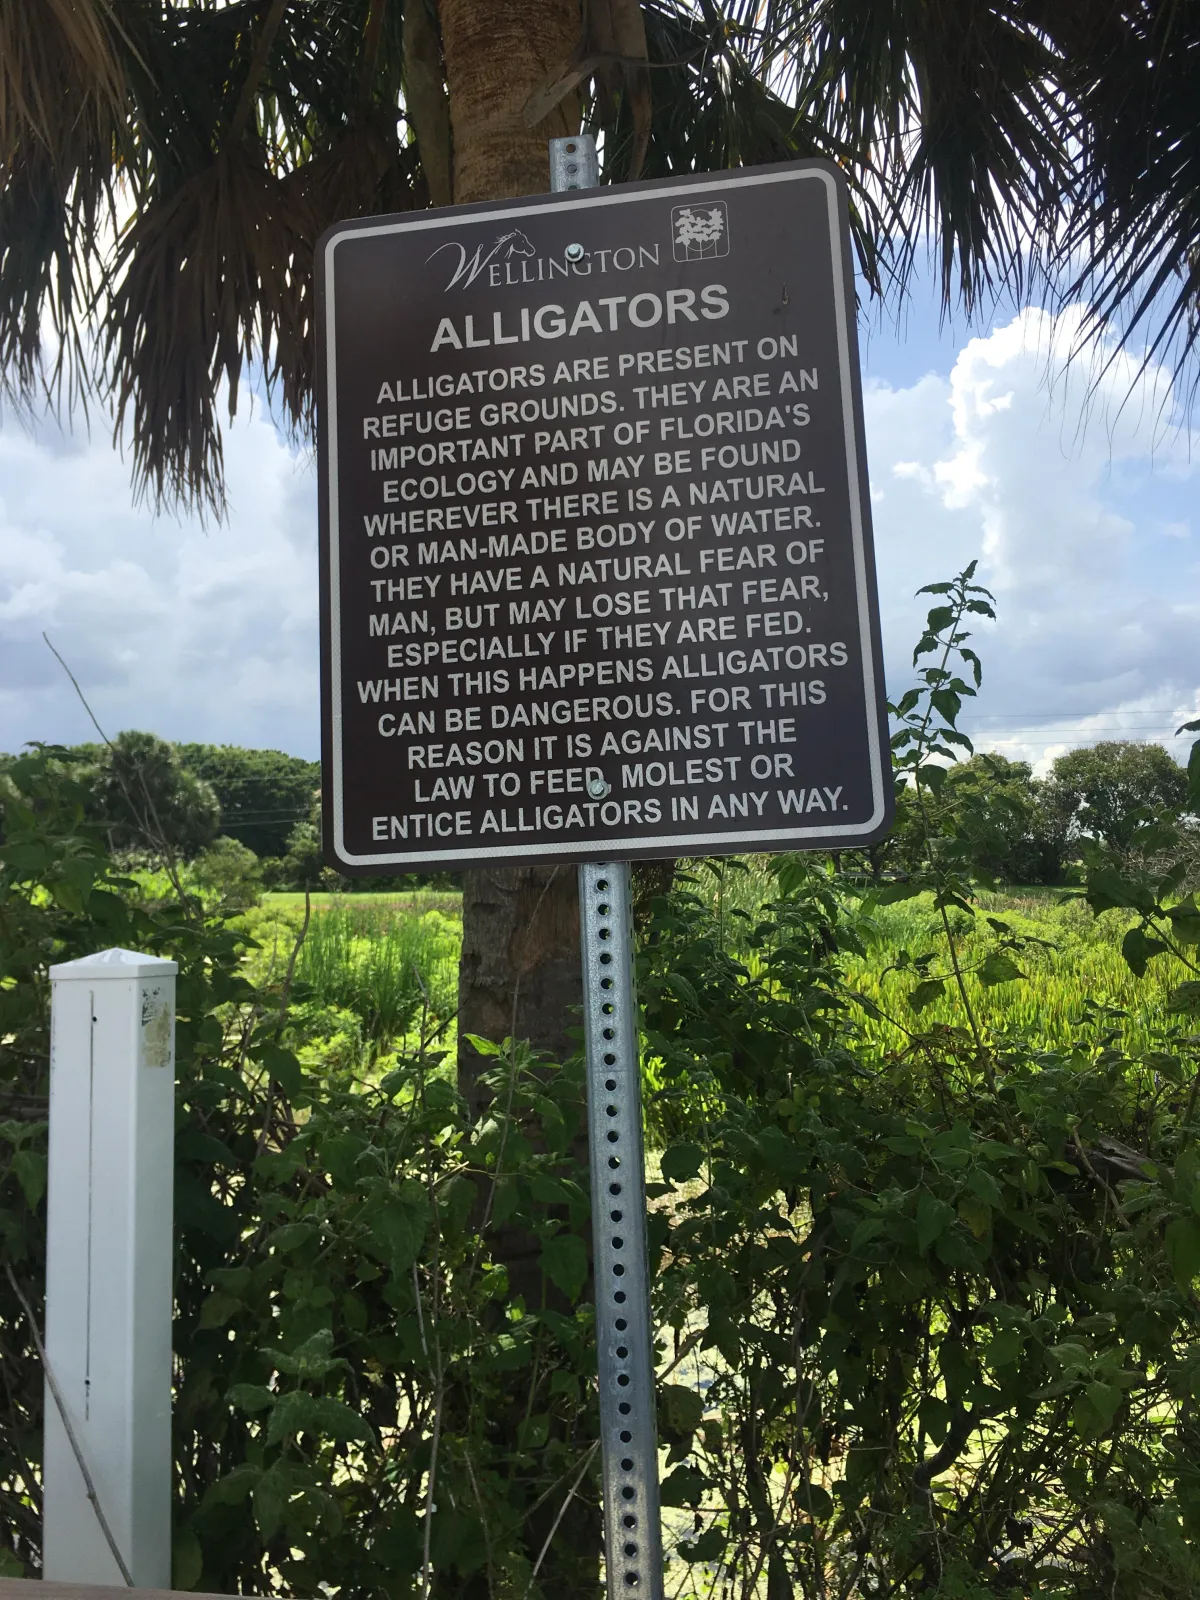 WELLINGTON
ALLIGATORS
ALLIGATORS ARE PRESENT ON
REFUGE GROUNDS. THEY ARE AN
IMPORTANT PART OF FLORIDA'S
ECOLOGY AND MAY BE FOUND
WHEREVER THERE IS A NATURAL
OR MAN-MADE BODY OF WATER.
THEY HAVE A NATURAL FEAR OF
MAN, BUT MAY LOSE THAT FEAR,
ESPECIALLY IF THEY ARE FED.
WHEN THIS HAPPENS ALLIGATORS
CAN BE DANGEROUS. FOR THIS
REASON IT IS AGAINST THE
LAW TO FEED, MOLEST OR
ENTICE ALLIGATORS IN ANY WAY.